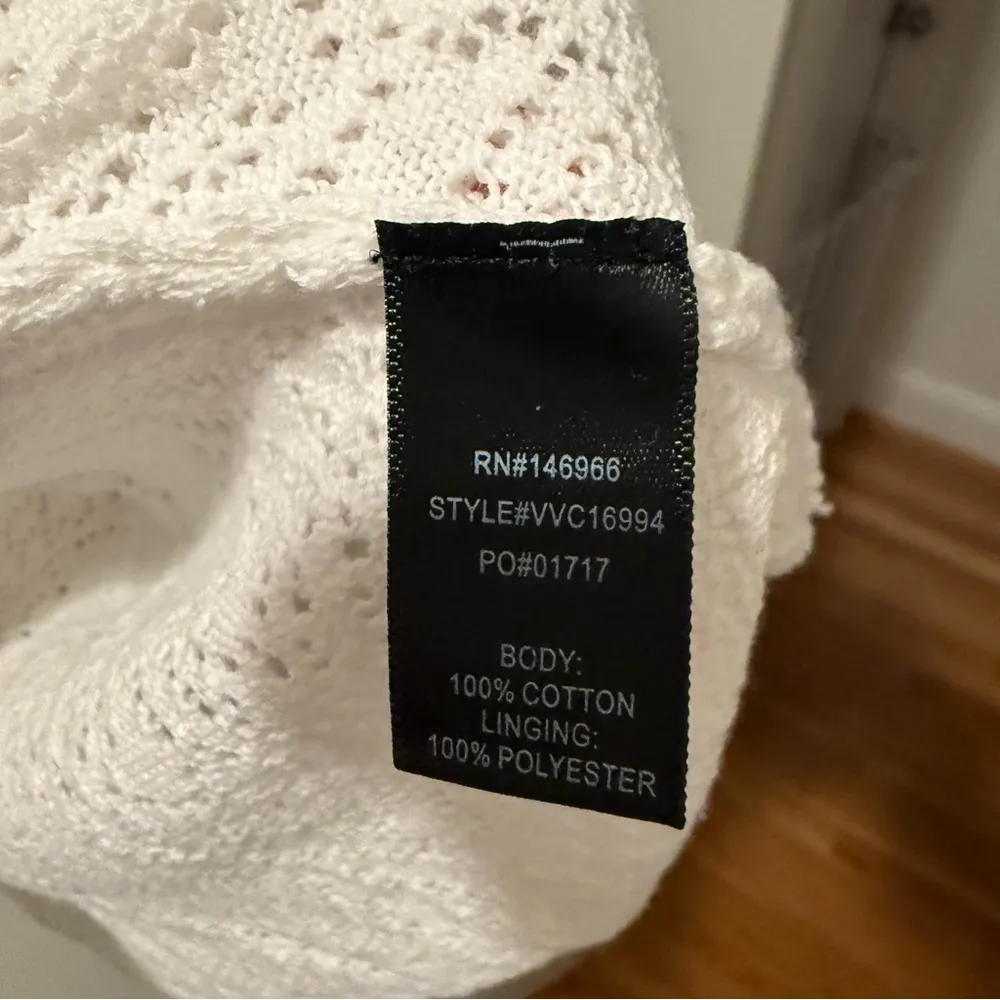 RN#146966
STYLE#VVC16994
PO#01717
BODY:
100% COTTON
LINGING:
100% POLYESTER